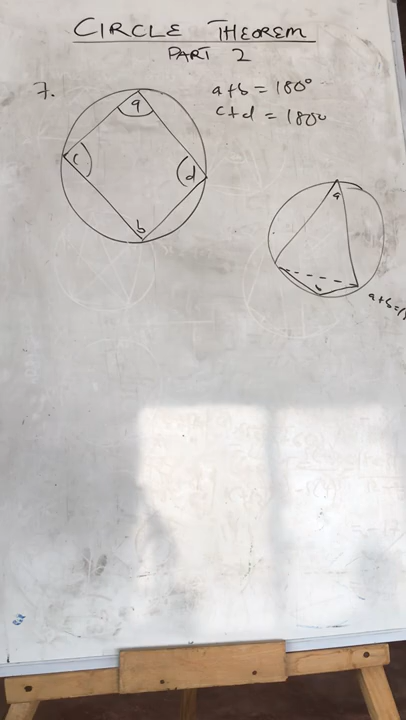 CIRCLE THEOREM
PART 2
7.
a+b = 180°
c+d = 180°
a
c
d
b
a
b
a+b=